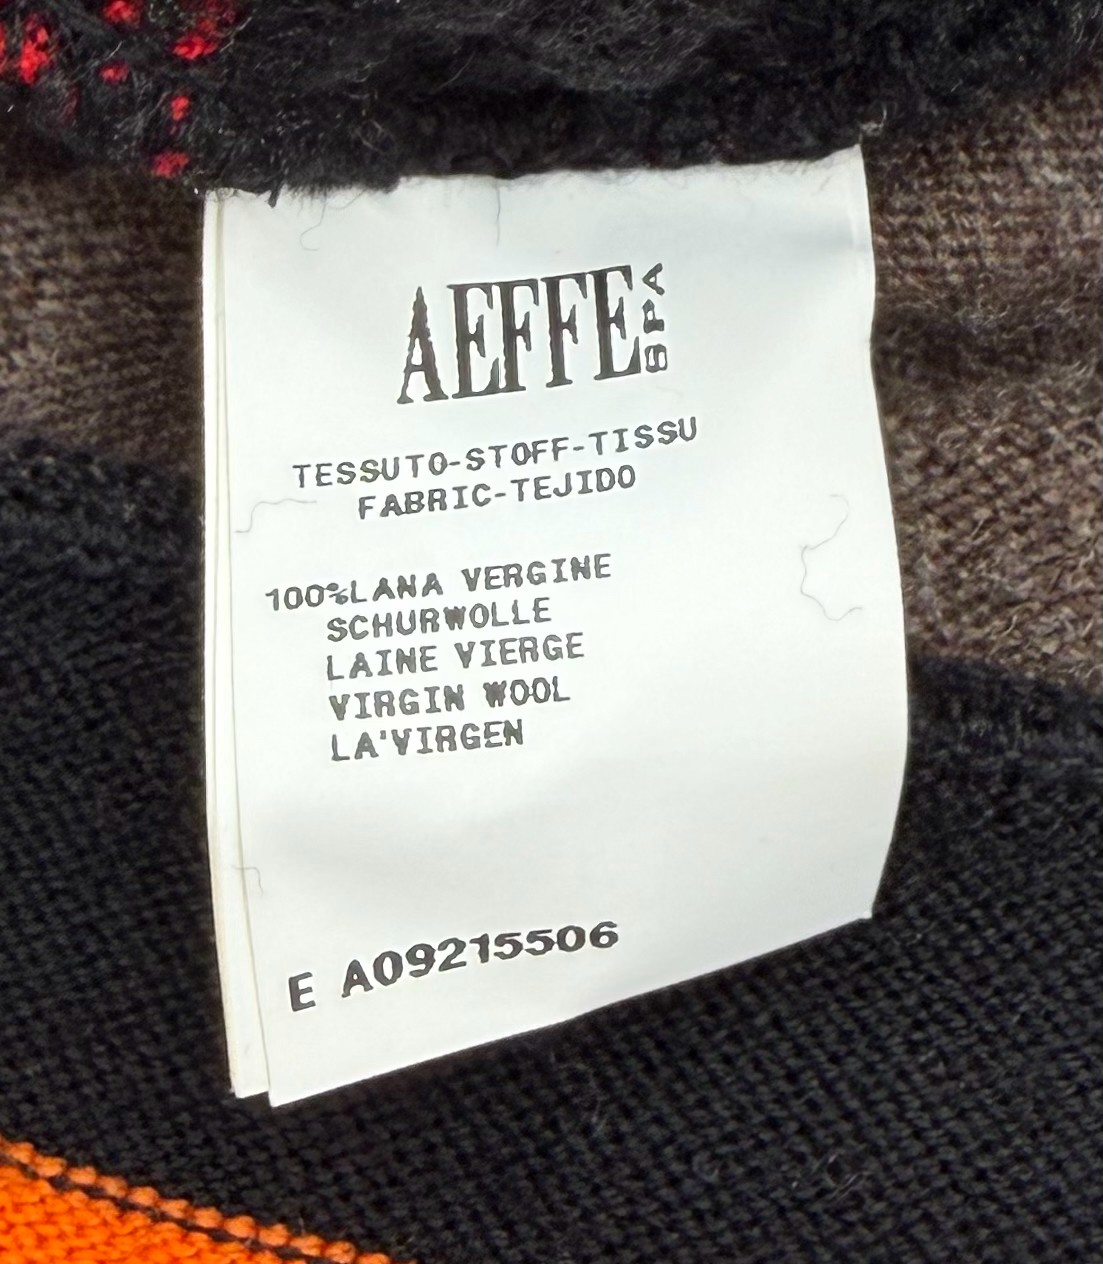 AEFFE SPA
TESSUTO-STOFF-TISSU
FABRIC-TEJIDO
100%LANA VERGINE
SCHURWOLLE
LAINE VIERGE
VIRGIN WOOL
LA'VIRGEN
E A09215506